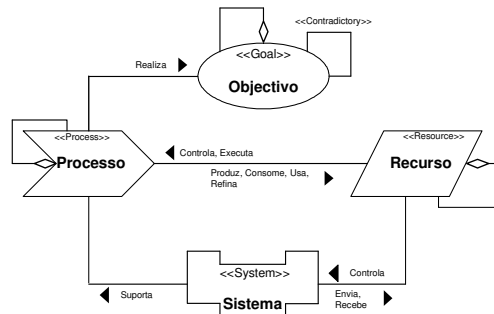 <<Contradictory>>
<<Goal>>
Objectivo
Realiza
<<Process>>
Processo
Controla, Executa
Produz, Consome, Usa,
Refina
<<Resource>>
Recurso
<<System>>
Sistema
Suporta
Controla
Envia,
Recebe